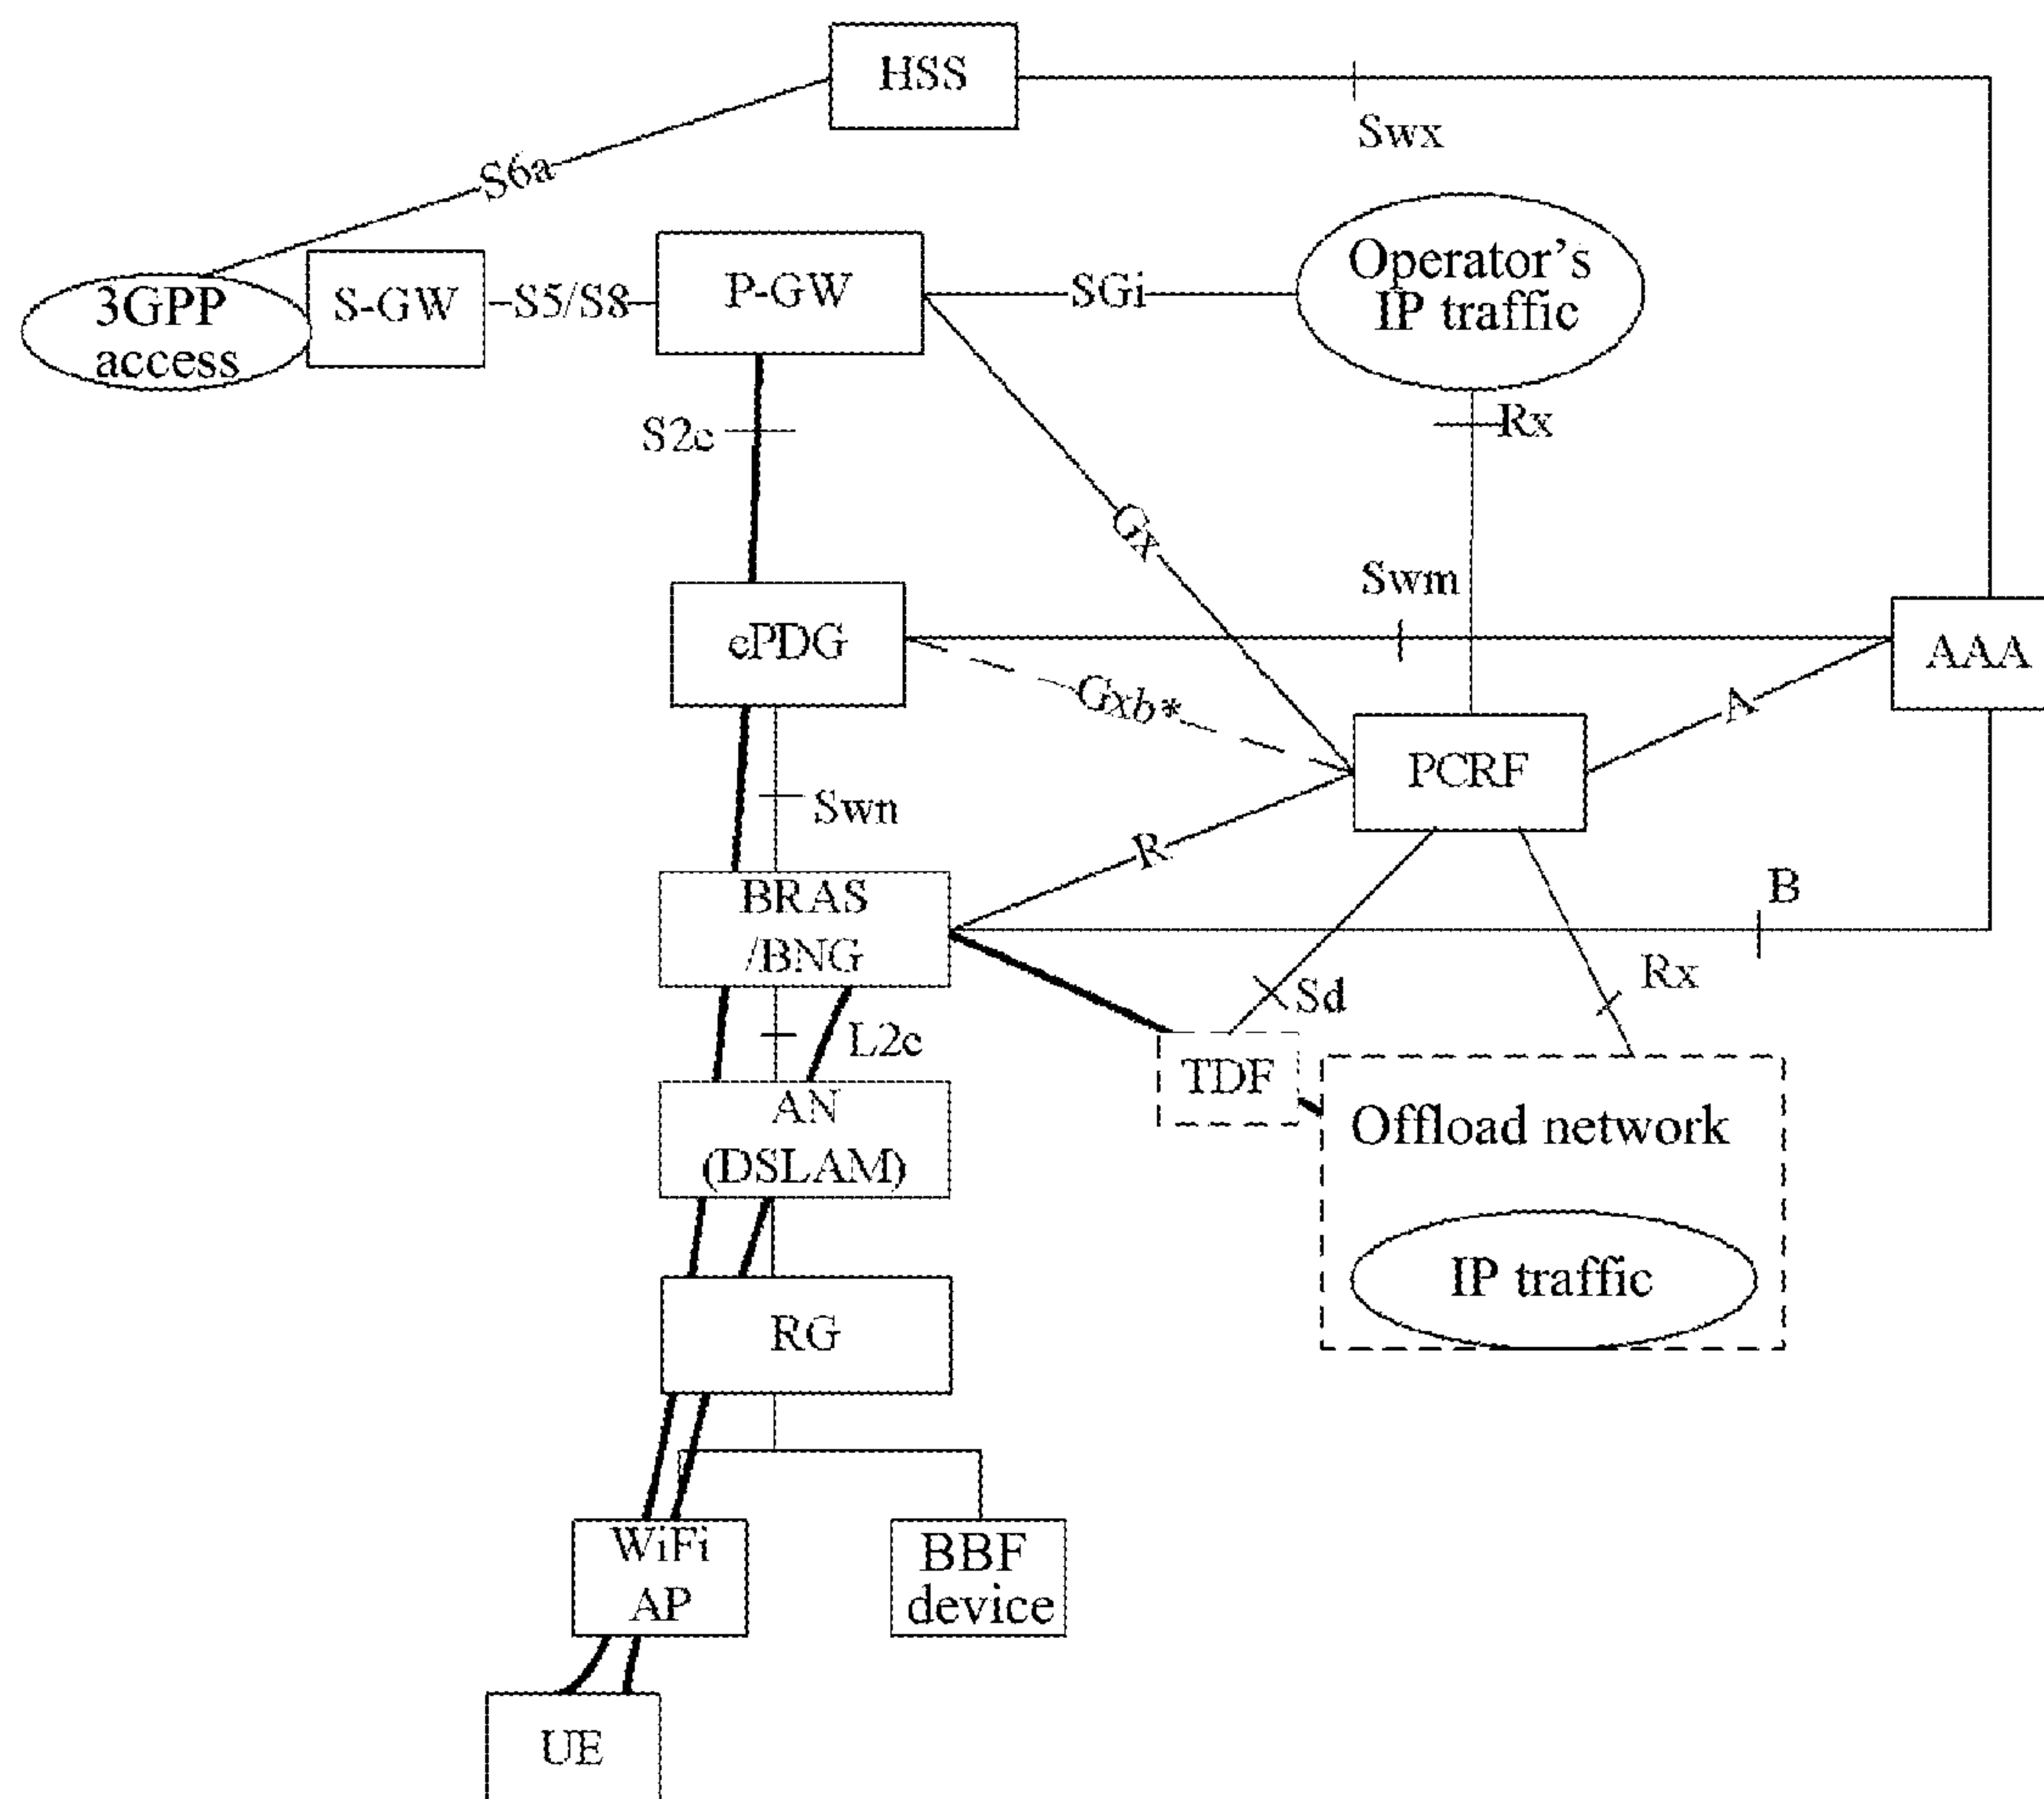 HSS
Swx
S6a
Operator's
IP traffic
3GPP
access
S-GW
S5/S8
P-GW
SGi
S2c
Rx
Gx
Swm
ePDG
AAA
Gxb*
A
PCRF
Swn
R
BRAS
/BNG
B
Sd
Rx
L2c
TDF
AN
(DSLAM)
Offload network
IP traffic
RG
WiFi
AP
BBF
device
UE